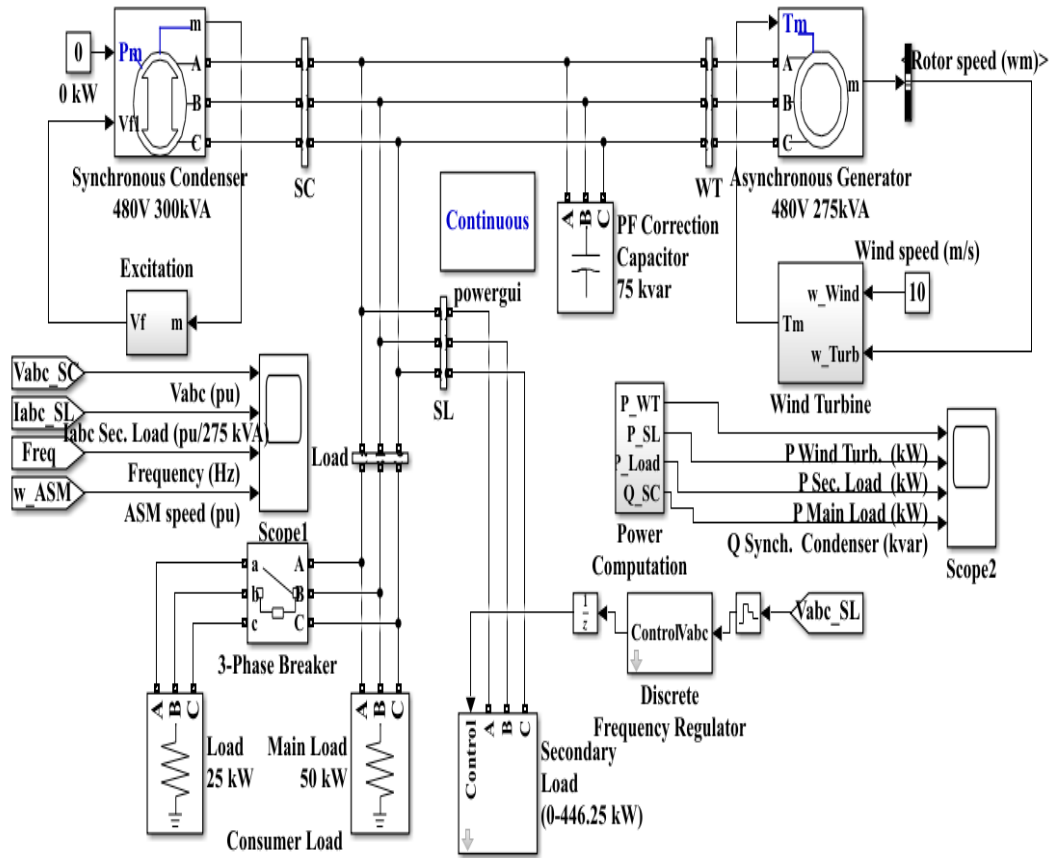 0
0 kW
Pm
m
A
B
C
Vf1
Synchronous Condenser
480V 300kVA
SC
WT
Tm
A
B
C
m
Asynchronous Generator
480V 275kVA
<Rotor speed (wm)>
Continuous
powergui
A B C
PF Correction
Capacitor
75 kvar
Wind speed (m/s)
10
w_Wind
Tm
w_Turb
Wind Turbine
Excitation
Vf
m
Vabc_SC
Iabc_SL
Freq
w_ASM
Vabc (pu)
Iabc Sec. Load (pu/275 kVA)
Frequency (Hz)
ASM speed (pu)
Scope1
SL
Load
P_WT
P_SL
P_Load
Q_SC
Power
Computation
P Wind Turb. (kW)
P Sec. Load (kW)
P Main Load (kW)
Q Synch. Condenser (kvar)
Scope2
a
b
c
A
B
C
3-Phase Breaker
1
z
Control
Vabc
Vabc_SL
Discrete
Frequency Regulator
A B C
Load
25 kW
A B C
Main Load
50 kW
Consumer Load
Control
A B C
Secondary
Load
(0-446.25 kW)